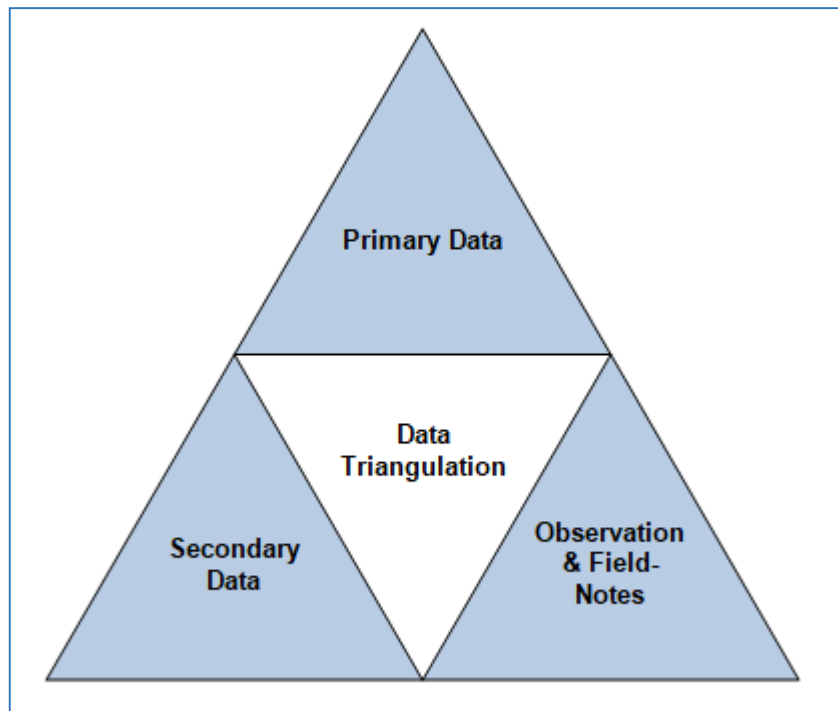 Primary Data
Data
Triangulation
Secondary
Data
Observation
& Field-
Notes